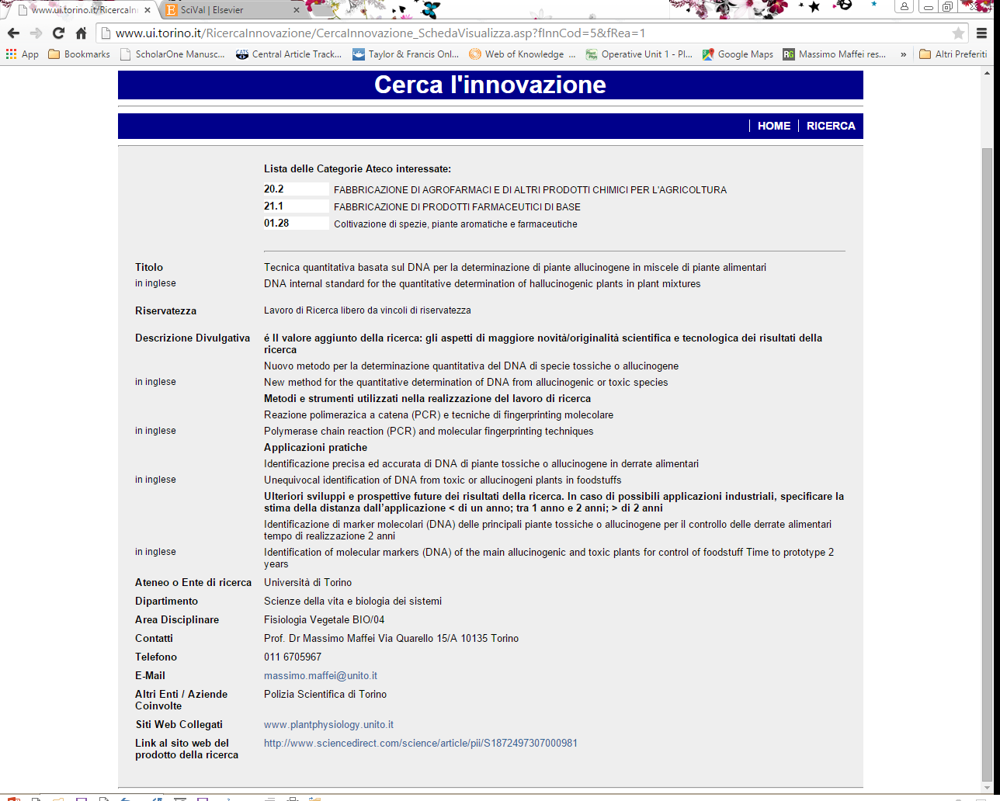 www.ui.torino.it/RicercaIn
SciVal | Elsevier
www.ui.torino.it/RicercaInnovazione/CercaInnovazione_SchedaVisualizza.asp?fInnCod=5&fRea=1
App Bookmarks ScholarOne Manusc... Central Article Track... Taylor & Francis Onl... Web of Knowledge ... Operative Unit 1 - Pl... Google Maps Massimo Maffei res... » Altri Preferiti
Cerca l'innovazione
HOME RICERCA
Lista delle Categorie Ateco interessate:
20.2 FABBRICAZIONE DI AGROFARMACI E DI ALTRI PRODOTTI CHIMICI PER L'AGRICOLTURA
21.1 FABBRICAZIONE DI PRODOTTI FARMACEUTICI DI BASE
01.28 Coltivazione di spezie, piante aromatiche e farmaceutiche
Titolo Tecnica quantitativa basata sul DNA per la determinazione di piante allucinogene in miscele di piante alimentari
in inglese DNA internal standard for the quantitative determination of hallucinogenic plants in plant mixtures
Riservatezza Lavoro di Ricerca libero da vincoli di riservatezza
Descrizione Divulgativa é Il valore aggiunto della ricerca: gli aspetti di maggiore novità/originalità scientifica e tecnologica dei risultati della
ricerca
Nuovo metodo per la determinazione quantitativa del DNA di specie tossiche o allucinogene
in inglese New method for the quantitative determination of DNA from allucinogenic or toxic species
Metodi e strumenti utilizzati nella realizzazione del lavoro di ricerca
Reazione polimerazica a catena (PCR) e tecniche di fingerprinting molecolare
in inglese Polymerase chain reaction (PCR) and molecular fingerprinting techniques
Applicazioni pratiche
Identificazione precisa ed accurata di DNA di piante tossiche o allucinogene in derrate alimentari
in inglese Unequivocal identification of DNA from toxic or allucinogeni plants in foodstuffs
Ulteriori sviluppi e prospettive future dei risultati della ricerca. In caso di possibili applicazioni industriali, specificare la
stima della distanza dall'applicazione < di un anno; tra 1 anno e 2 anni; > di 2 anni
Identificazione di marker molecolari (DNA) delle principali piante tossiche o allucinogene per il controllo delle derrate alimentari
tempo di realizzazione 2 anni
in inglese Identification of molecular markers (DNA) of the main allucinogenic and toxic plants for control of foodstuff Time to prototype 2
years
Ateneo o Ente di ricerca Università di Torino
Dipartimento Scienze della vita e biologia dei sistemi
Area Disciplinare Fisiologia Vegetale BIO/04
Contatti Prof. Dr Massimo Maffei Via Quarello 15/A 10135 Torino
Telefono 011 6705967
E-Mail massimo.maffei@unito.it
Altri Enti / Aziende Polizia Scientifica di Torino
Coinvolte
Siti Web Collegati www.plantphysiology.unito.it
Link al sito web del http://www.sciencedirect.com/science/article/pii/S1872497307000981
prodotto della ricerca